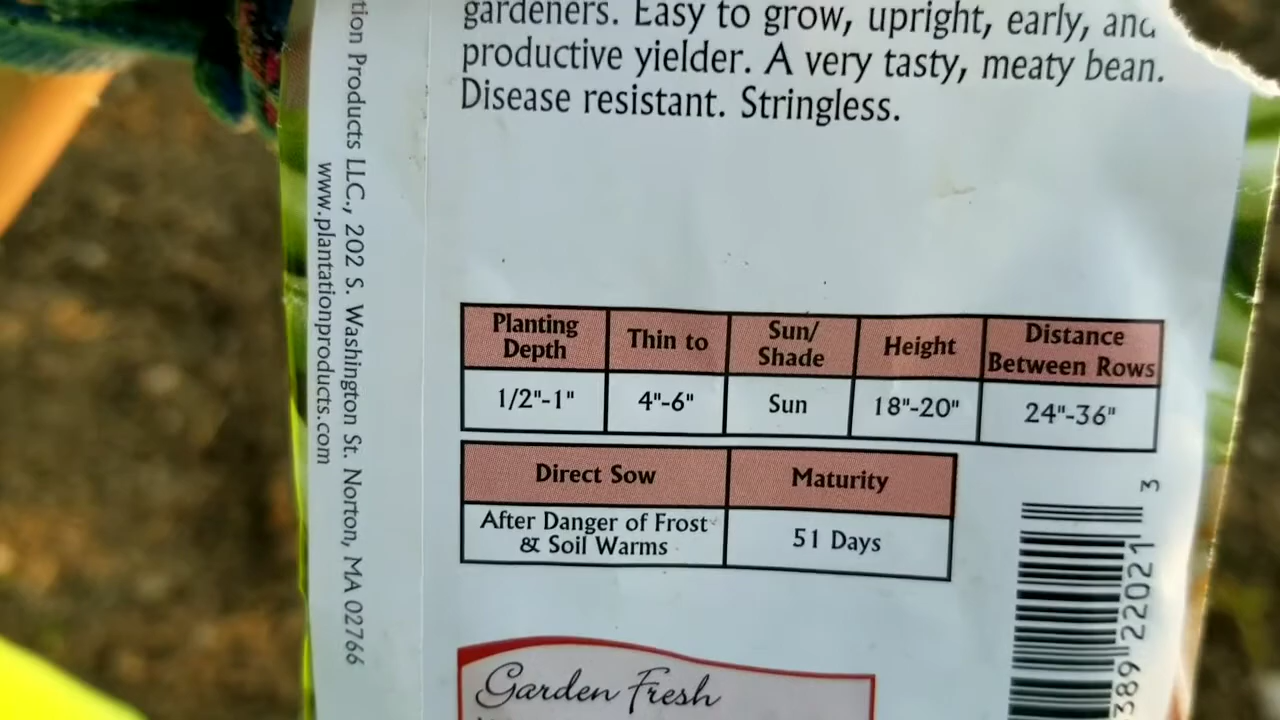 gardeners. Easy to grow, upright, early, and
productive yielder. A very tasty, meaty bean.
Disease resistant. Stringless.
Planting Depth
Thin to
Sun/ Shade
Height
Distance Between Rows
1/2"-1"
4"-6"
Sun
18"-20"
24"-36"
Direct Sow
Maturity
After Danger of Frost
& Soil Warms
51 Days
Garden Fresh
tion Products LLC., 202 S. Washington St. Norton, MA 02766
www.plantationproducts.com
389 22021 3